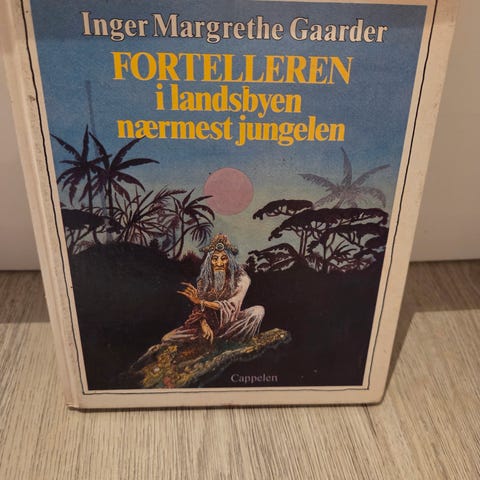 Inger Margrethe Gaarder
FORTELLEREN
i landsbyen
nærmest jungelen
Cappelen